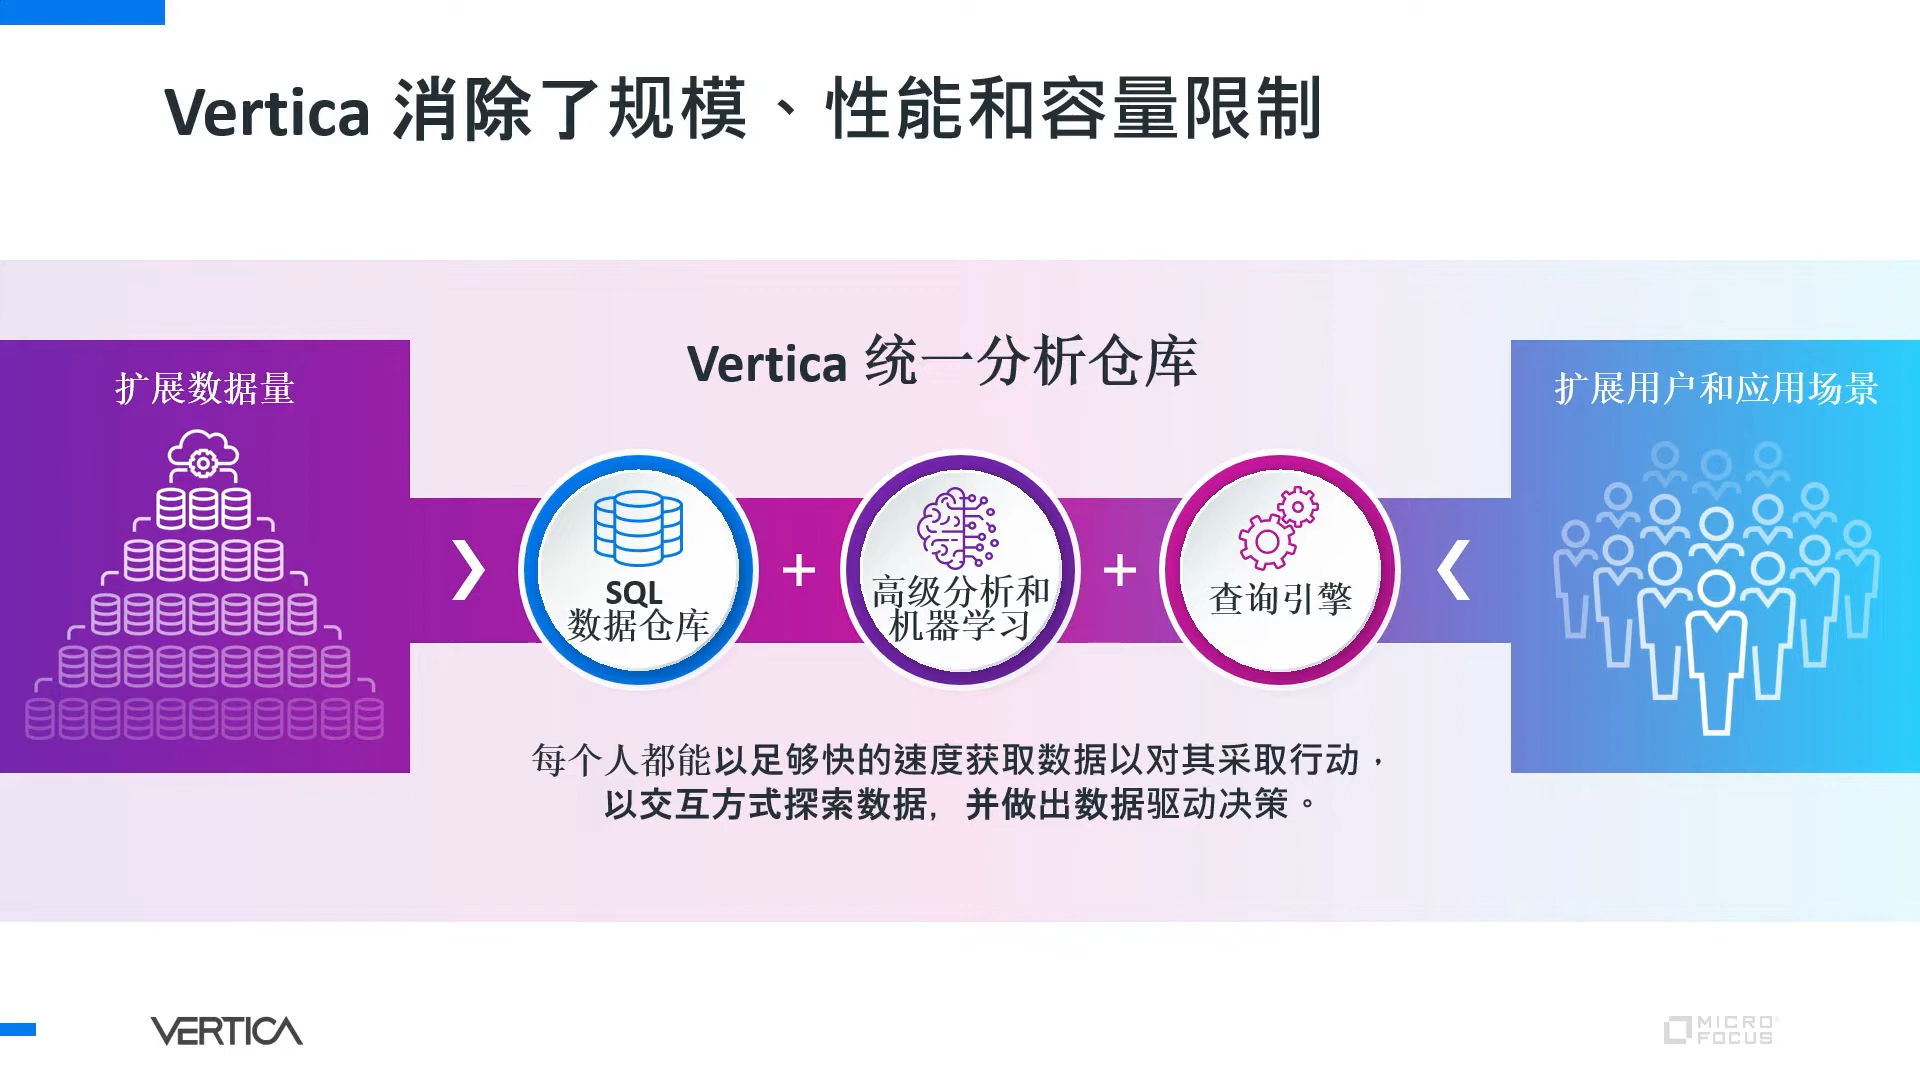 Vertica 消除了规模、性能和容量限制
Vertica 统一分析仓库
扩展数据量
扩展用户和应用场景
SQL
数据仓库
+
高级分析和
机器学习
+
查询引擎
每个人都能以足够快的速度获取数据以对其采取行动，
以交互方式探索数据，并做出数据驱动决策。
VERTICA
MICRO
FOCUS